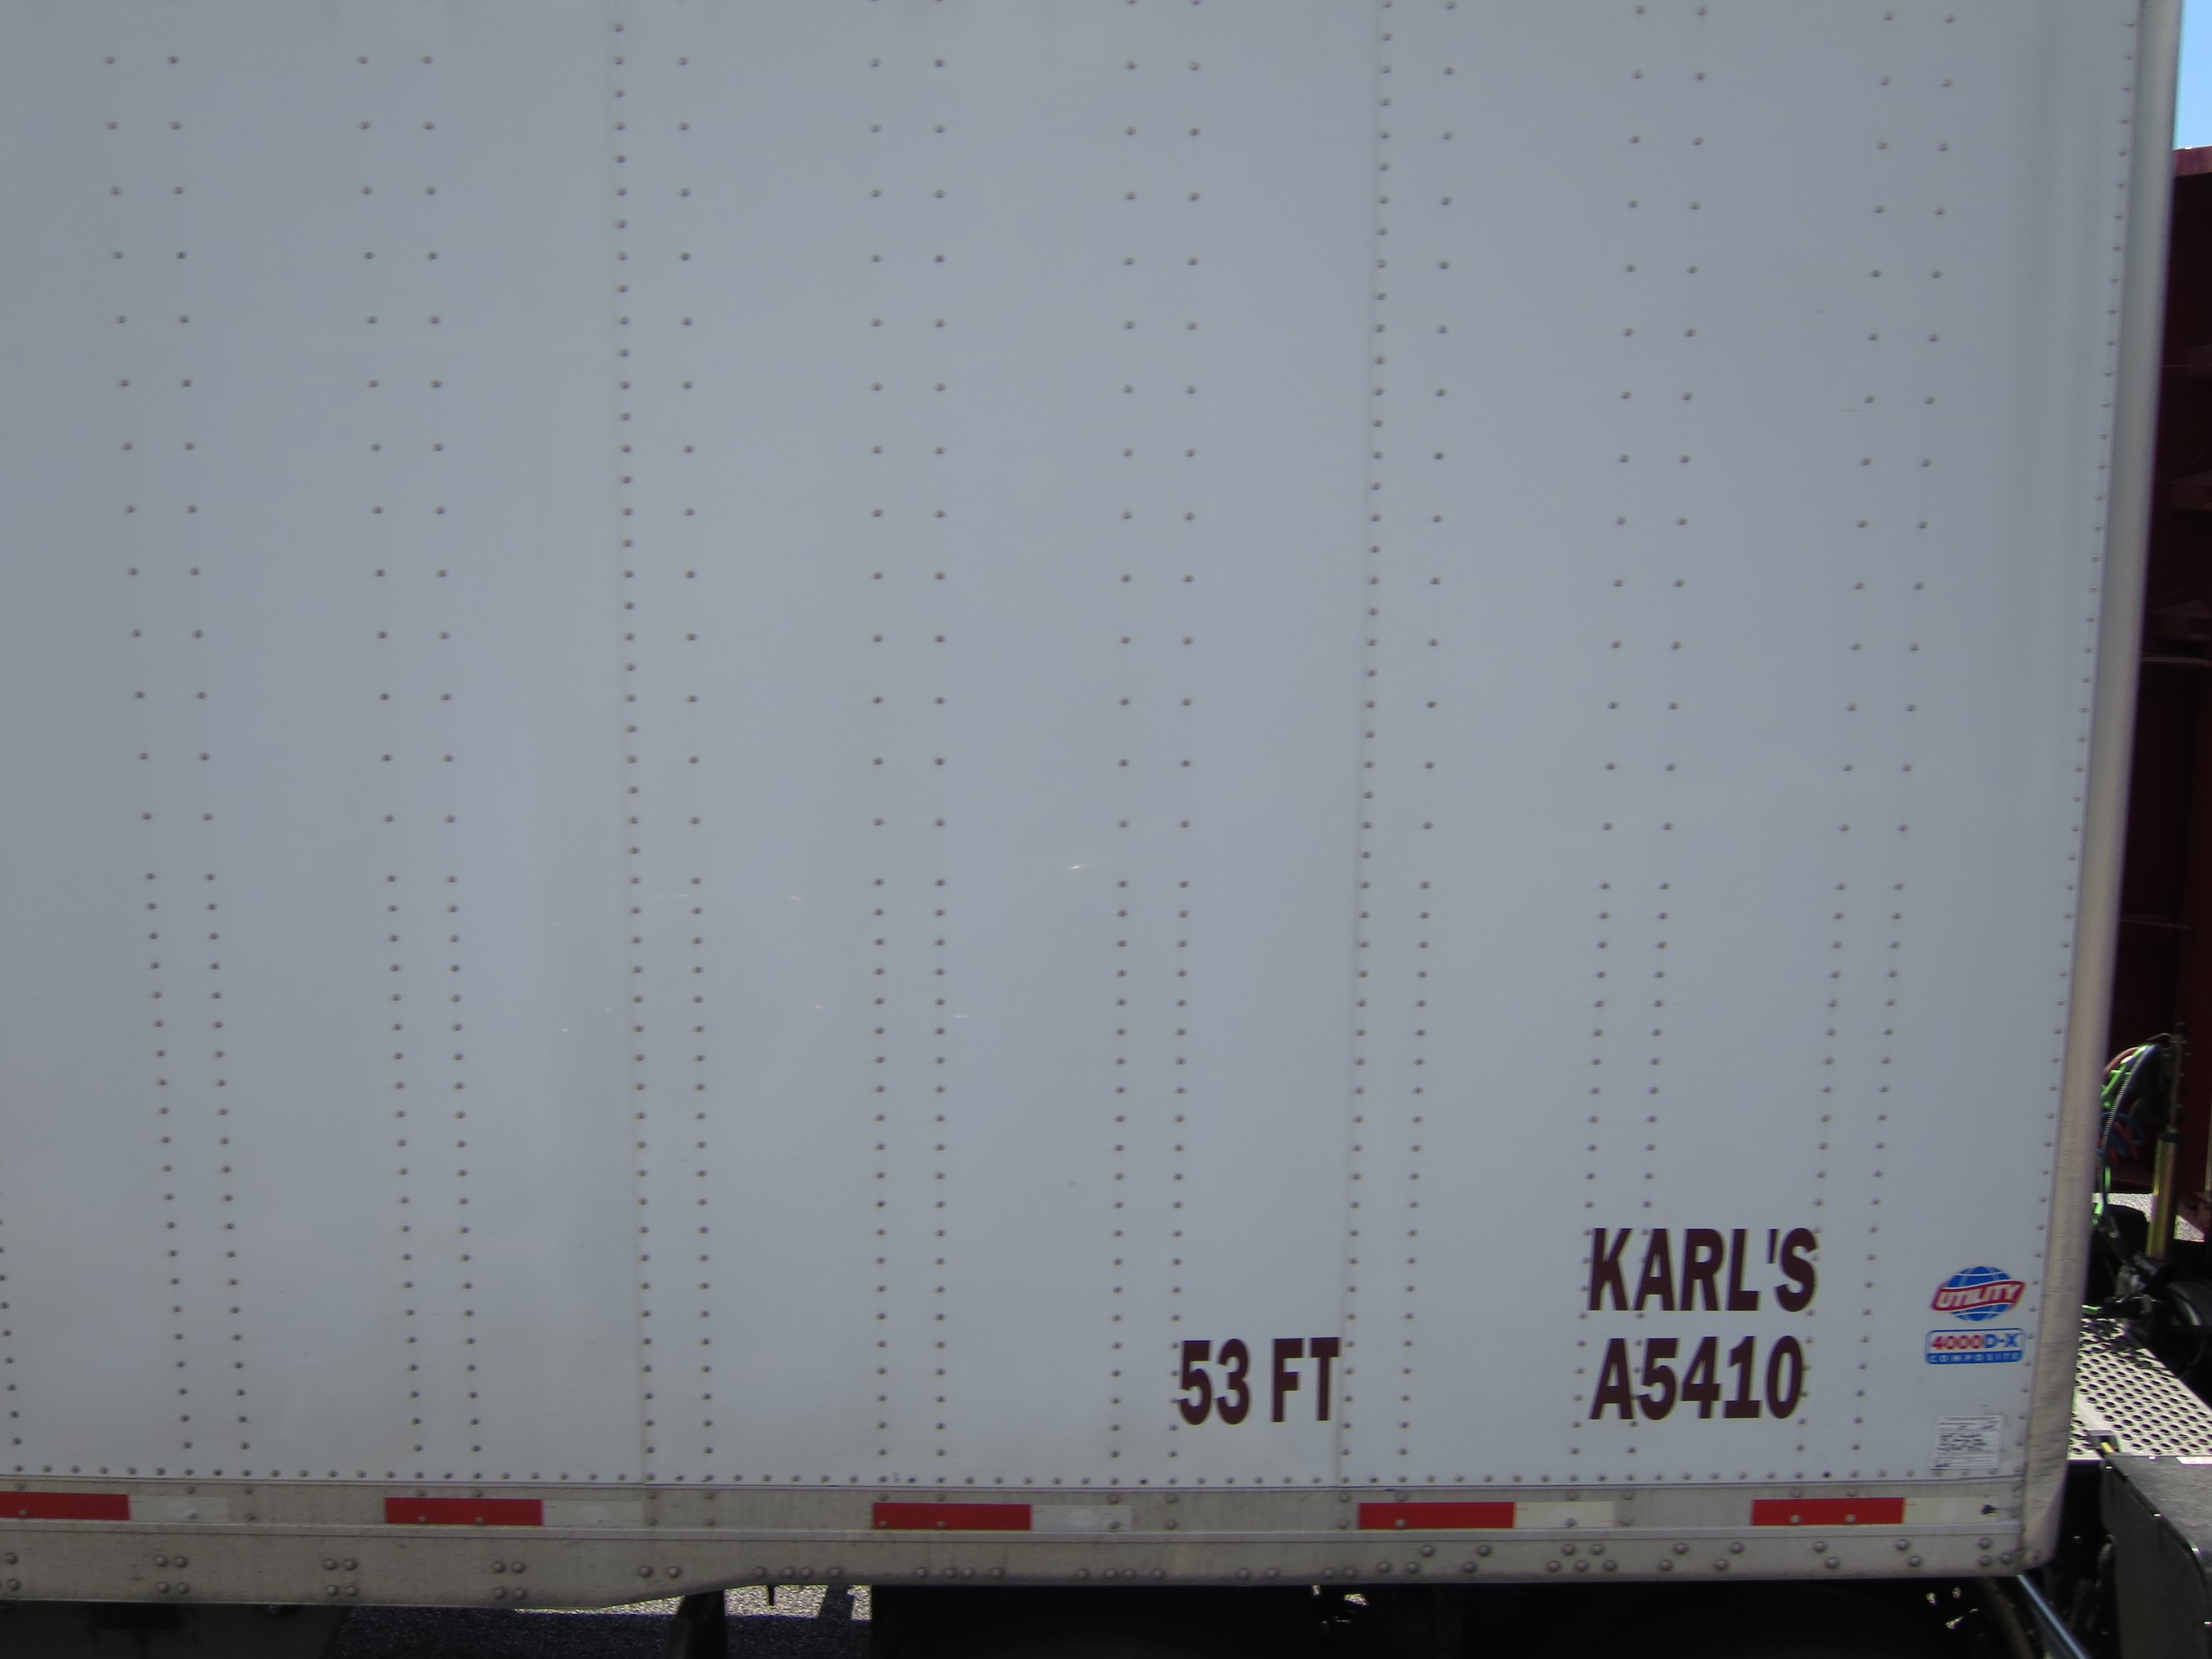 KARL'S
53 FT
A5410
UTILITY
4000D-X
COMPOSITE